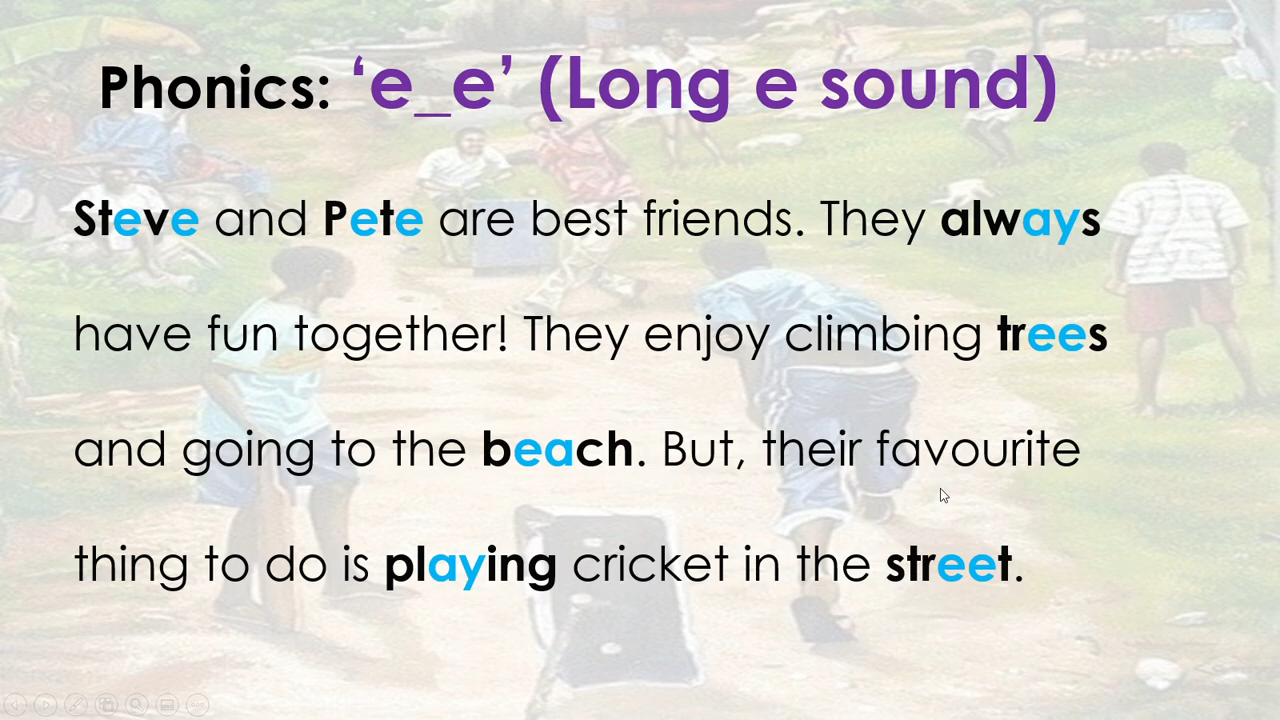 Phonics: ‘e_e’ (Long e sound)
Steve and Pete are best friends. They always
have fun together! They enjoy climbing trees
and going to the beach. But, their favourite
thing to do is playing cricket in the street.